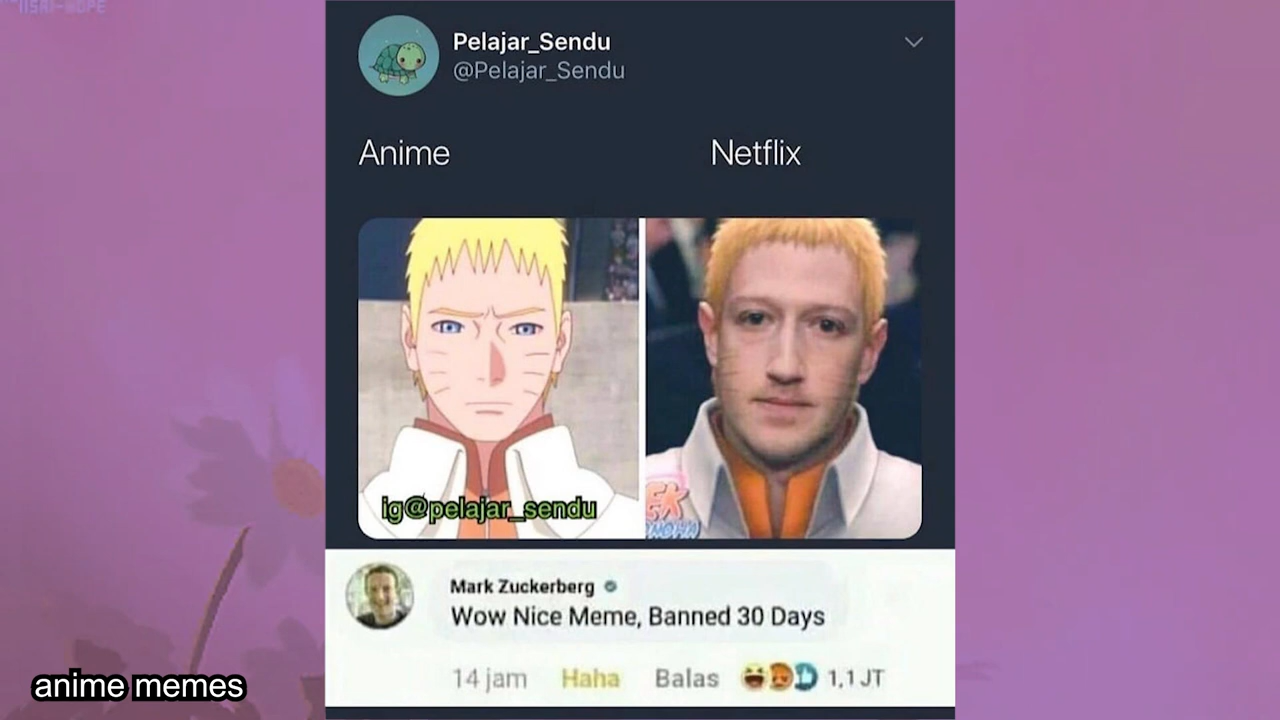 Pelajar_Sendu
@Pelajar_Sendu
Anime
Netflix
ig@pelajar_sendu
Mark Zuckerberg
Wow Nice Meme, Banned 30 Days
14 jam Haha Balas 1,1 JT
anime memes